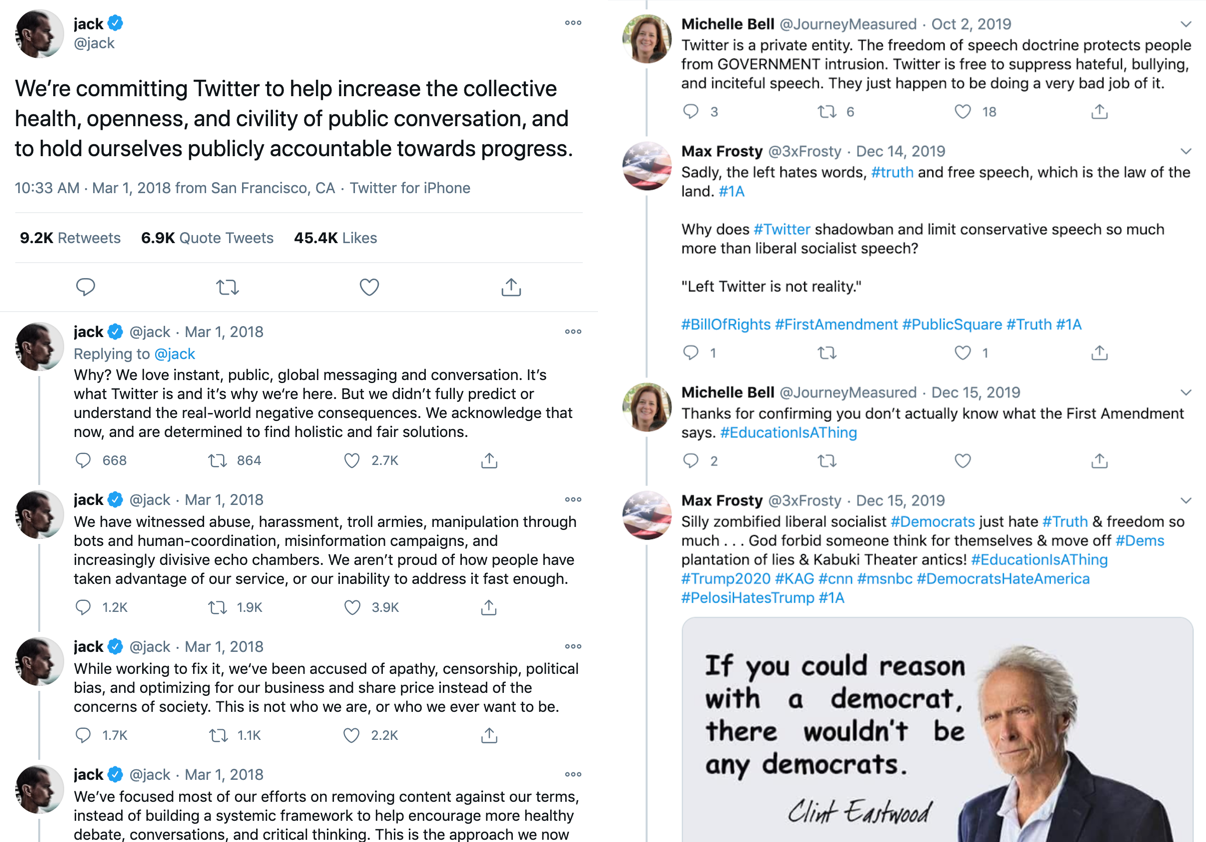 jack
@jack
We're committing Twitter to help increase the collective
health, openness, and civility of public conversation, and
to hold ourselves publicly accountable towards progress.
10:33 AM · Mar 1, 2018 from San Francisco, CA · Twitter for iPhone
9.2K Retweets 6.9K Quote Tweets 45.4K Likes
jack @jack · Mar 1, 2018
Replying to @jack
Why? We love instant, public, global messaging and conversation. It's
what Twitter is and it's why we're here. But we didn't fully predict or
understand the real-world negative consequences. We acknowledge that
now, and are determined to find holistic and fair solutions.
668 864 2.7K
jack @jack · Mar 1, 2018
We have witnessed abuse, harassment, troll armies, manipulation through
bots and human-coordination, misinformation campaigns, and
increasingly divisive echo chambers. We aren't proud of how people have
taken advantage of our service, or our inability to address it fast enough.
1.2K 1.9K 3.9K
jack @jack · Mar 1, 2018
While working to fix it, we've been accused of apathy, censorship, political
bias, and optimizing for our business and share price instead of the
concerns of society. This is not who we are, or who we ever want to be.
1.7K 1.1K 2.2K
jack @jack · Mar 1, 2018
We've focused most of our efforts on removing content against our terms,
instead of building a systemic framework to help encourage more healthy
debate, conversations, and critical thinking. This is the approach we now
Michelle Bell @JourneyMeasured · Oct 2, 2019
Twitter is a private entity. The freedom of speech doctrine protects people
from GOVERNMENT intrusion. Twitter is free to suppress hateful, bullying,
and inciteful speech. They just happen to be doing a very bad job of it.
3 6 18
Max Frosty @3xFrosty · Dec 14, 2019
Sadly, the left hates words, #truth and free speech, which is the law of the
land. #1A
Why does #Twitter shadowban and limit conservative speech so much
more than liberal socialist speech?
"Left Twitter is not reality."
#BillOfRights #FirstAmendment #PublicSquare #Truth #1A
1 1
Michelle Bell @JourneyMeasured · Dec 15, 2019
Thanks for confirming you don't actually know what the First Amendment
says. #EducationIsAThing
2
Max Frosty @3xFrosty · Dec 15, 2019
Silly zombified liberal socialist #Democrats just hate #Truth & freedom so
much . . . God forbid someone think for themselves & move off #Dems
plantation of lies & Kabuki Theater antics! #EducationIsAThing
#Trump2020 #KAG #cnn #msnbc #DemocratsHateAmerica
#PelosiHatesTrump #1A
If you could reason
with a democrat,
there wouldn't be
any democrats.
Clint Eastwood